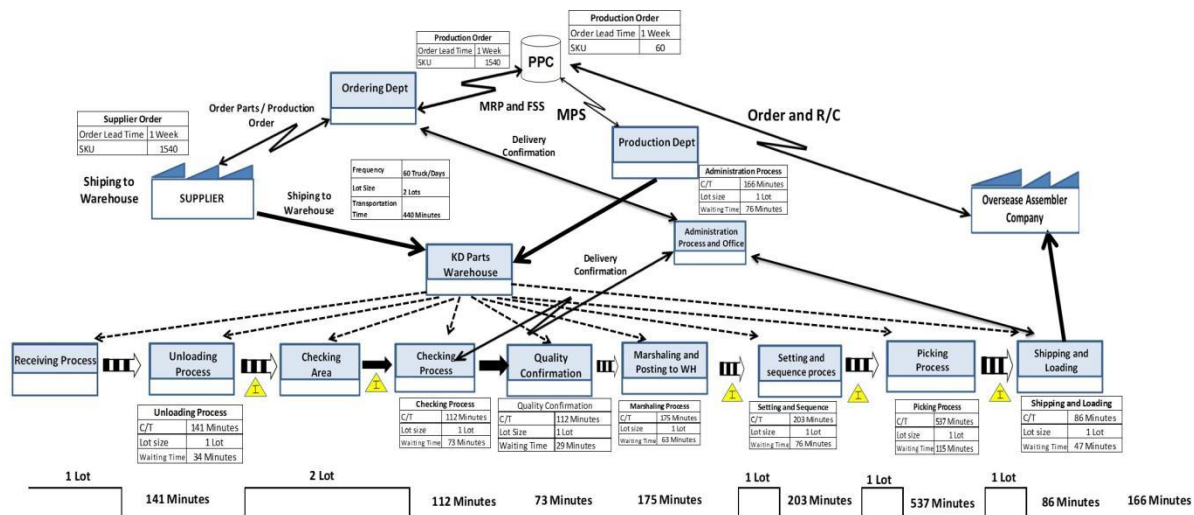 Production Order
Order Lead Time 1 Week
SKU 60
Production Order
Order Lead Time 1 Week
SKU 1540
PPC
Ordering Dept
MRP and FSS
MPS
Order and R/C
Order Parts / Production
Order
Supplier Order
Order Lead Time 1 Week
SKU 1540
Delivery
Confirmation
Production Dept
Shiping to
Warehouse
SUPPLIER
Shiping to
Warehouse
Frequency 60 Truck/Days
Lot Size 2 Lots
Transportation
Time 440 Minutes
Administration Process
C/T 166 Minutes
Lot size 1 Lot
Waiting Time 76 Minutes
Oversease Assembler
Company
Administration
Process and Office
KD Parts
Warehouse
Delivery
Confirmation
Receiving Process
Unloading
Process
Checking
Area
Checking
Process
Quality
Confirmation
Marshaling and
Posting to WH
Setting and
sequence proces
Picking
Process
Shipping and
Loading
I
I
I
I
I
Unloading Process
C/T 141 Minutes
Lot size 1 Lot
Waiting Time 34 Minutes
Checking Process
C/T 112 Minutes
Lot size 1 Lot
Waiting Time 73 Minutes
Quality Confirmation
C/T 112 Minutes
Lot Size 1 Lot
Waiting Time 29 Minutes
Marshaling Process
C/T 175 Minutes
Lot size 1 Lot
Waiting Time 63 Minutes
Setting and Sequence
C/T 203 Minutes
Lot size 1 Lot
Waiting Time 76 Minutes
Picking Process
C/T 537 Minutes
Lot size 1 Lot
Waiting Time 115 Minutes
Shipping and Loading
C/T 86 Minutes
Lot size 1 Lot
Waiting Time 47 Minutes
1 Lot
141 Minutes
2 Lot
112 Minutes
73 Minutes
175 Minutes
1 Lot
203 Minutes
1 Lot
537 Minutes
1 Lot
86 Minutes
166 Minutes